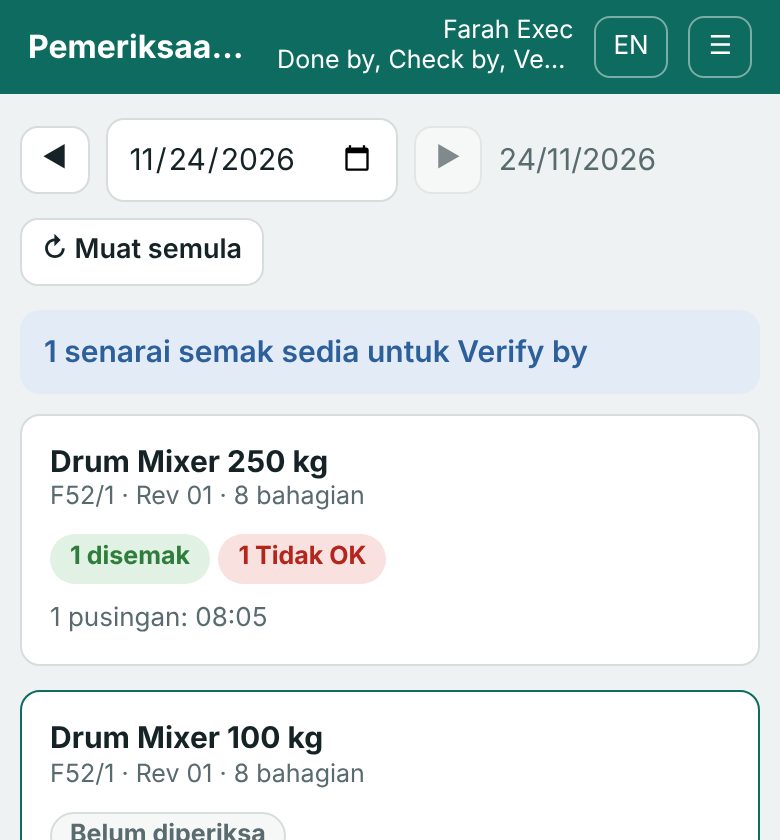 Pemeriksaa...
Farah Exec
Done by, Check by, Ve...
EN
☰
◀
11/24/2026
▶
24/11/2026
↻ Muat semula
1 senarai semak sedia untuk Verify by
Drum Mixer 250 kg
F52/1 · Rev 01 · 8 bahagian
1 disemak
1 Tidak OK
1 pusingan: 08:05
Drum Mixer 100 kg
F52/1 · Rev 01 · 8 bahagian
Belum diperiksa